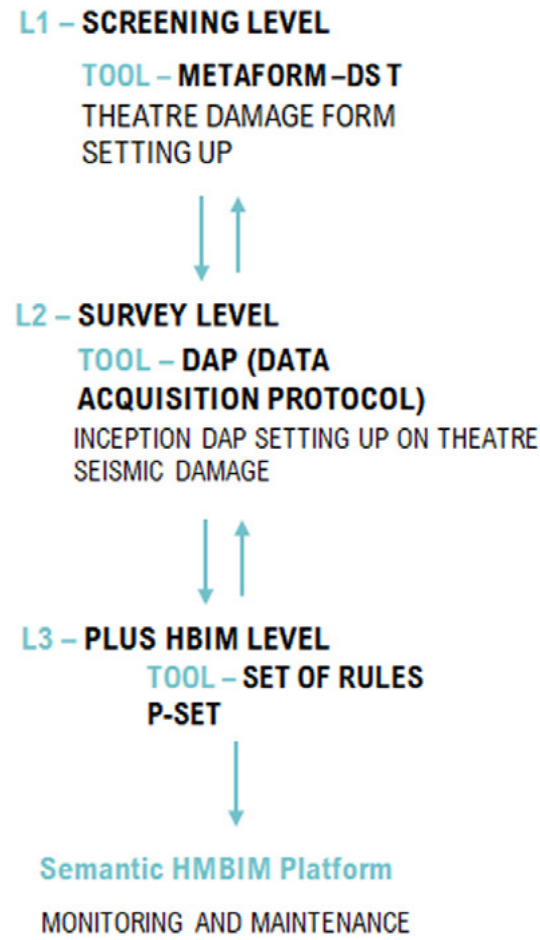 L1 – SCREENING LEVEL
TOOL – METAFORM –DS T
THEATRE DAMAGE FORM
SETTING UP
L2 – SURVEY LEVEL
TOOL – DAP (DATA
ACQUISITION PROTOCOL)
INCEPTION DAP SETTING UP ON THEATRE
SEISMIC DAMAGE
L3 – PLUS HBIM LEVEL
TOOL – SET OF RULES
P-SET
Semantic HMBIM Platform
MONITORING AND MAINTENANCE